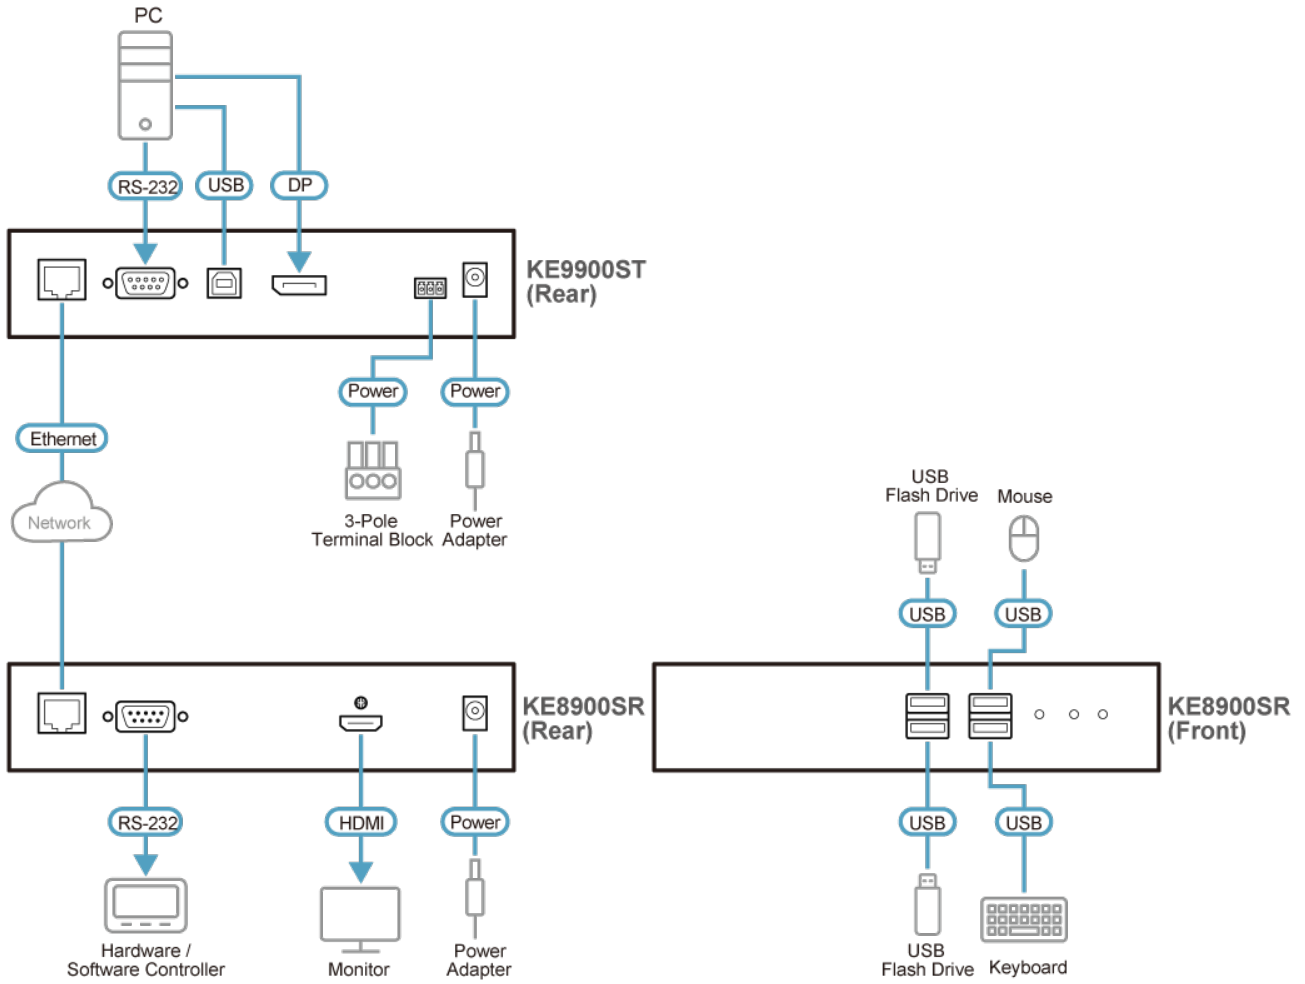 PC
RS-232
USB
DP
KE9900ST
(Rear)
Power
Power
Ethernet
Network
3-Pole
Terminal Block
Power
Adapter
USB
Flash Drive
Mouse
USB
USB
KE8900SR
(Rear)
KE8900SR
(Front)
RS-232
HDMI
Power
USB
USB
Hardware /
Software Controller
Monitor
Power
Adapter
USB
Flash Drive
Keyboard